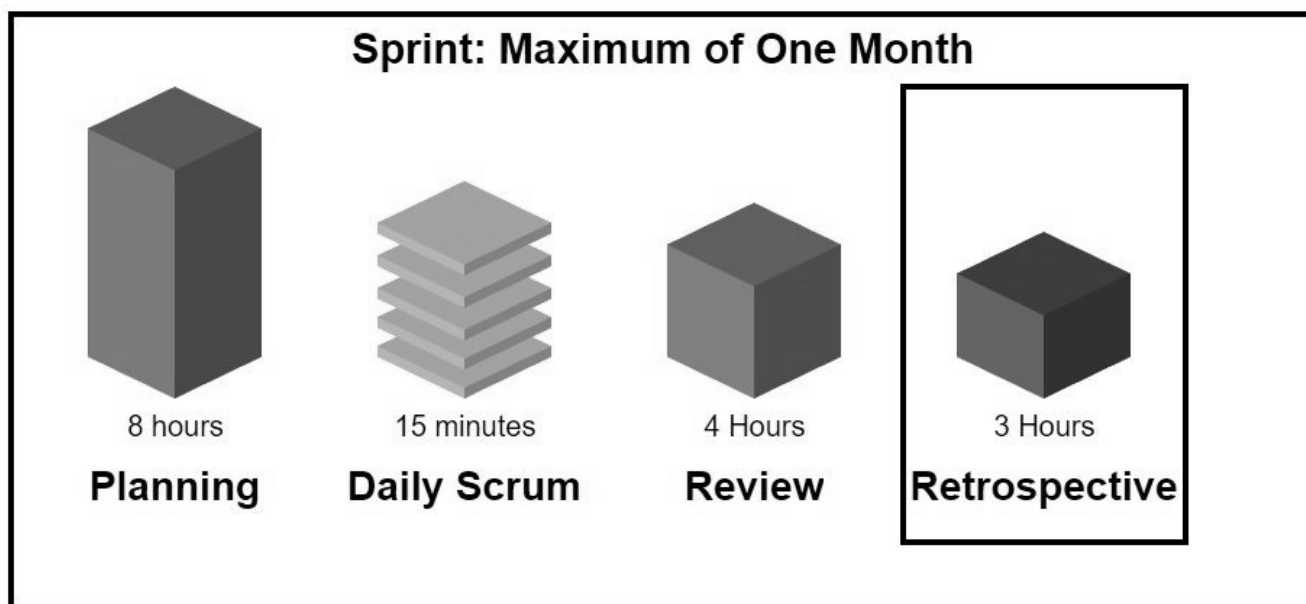 Sprint: Maximum of One Month
8 hours
15 minutes
4 Hours
3 Hours
Planning
Daily Scrum
Review
Retrospective